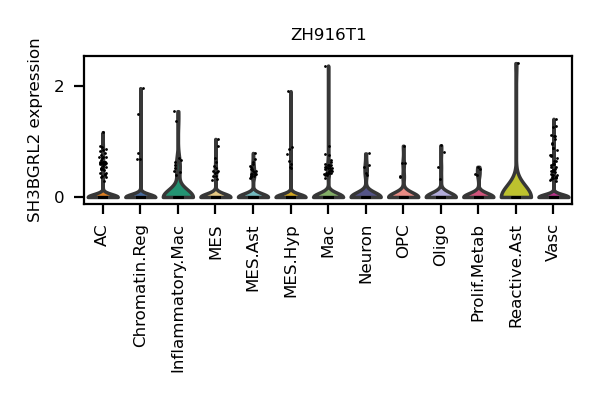 ZH916T1
SH3BGRL2 expression
2
0
AC
Chromatin.Reg
Inflammatory.Mac
MES
MES.Ast
MES.Hyp
Mac
Neuron
OPC
Oligo
Prolif.Metab
Reactive.Ast
Vasc